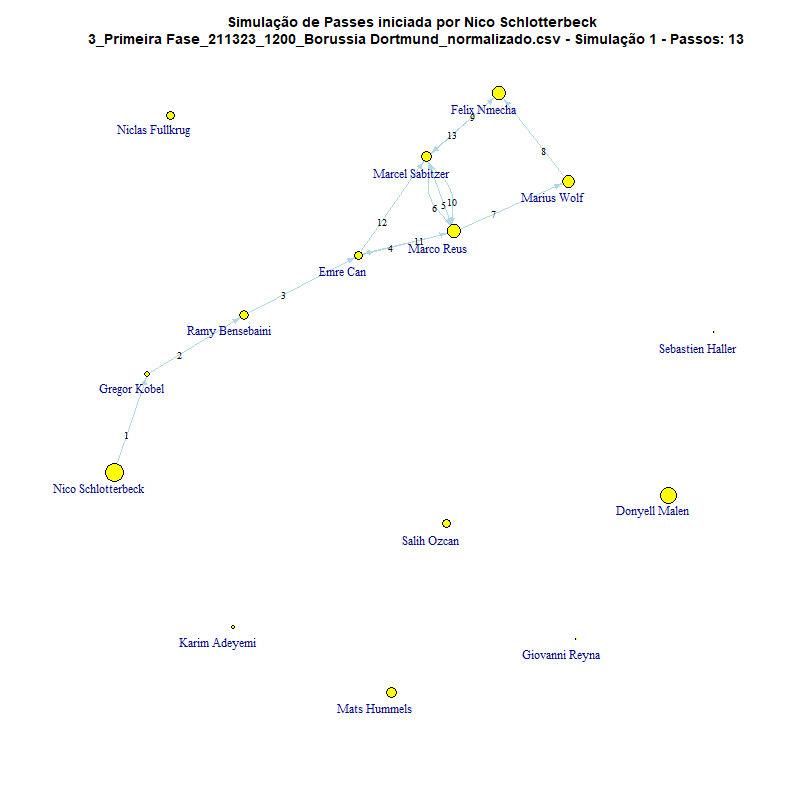 Simulação de Passes iniciada por Nico Schlotterbeck
3_Primeira Fase_211323_1200_Borussia Dortmund_normalizado.csv - Simulação 1 - Passos: 13
Felix Nmecha
9
Niclas Fullkrug
13
8
Marcel Sabitzer
Marius Wolf
6
5
10
7
12
4
11
Marco Reus
Emre Can
3
Ramy Bensebaini
Sebastien Haller
2
Gregor Kobel
1
Nico Schlotterbeck
Donyell Malen
Salih Ozcan
Karim Adeyemi
Giovanni Reyna
Mats Hummels